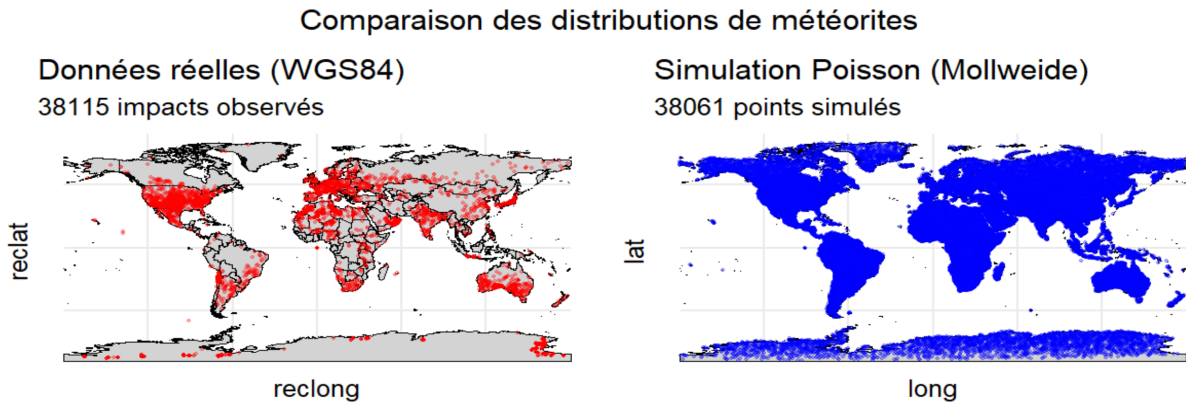 Comparaison des distributions de météorites
Données réelles (WGS84)
38115 impacts observés
reclat
reclong
Simulation Poisson (Mollweide)
38061 points simulés
lat
long